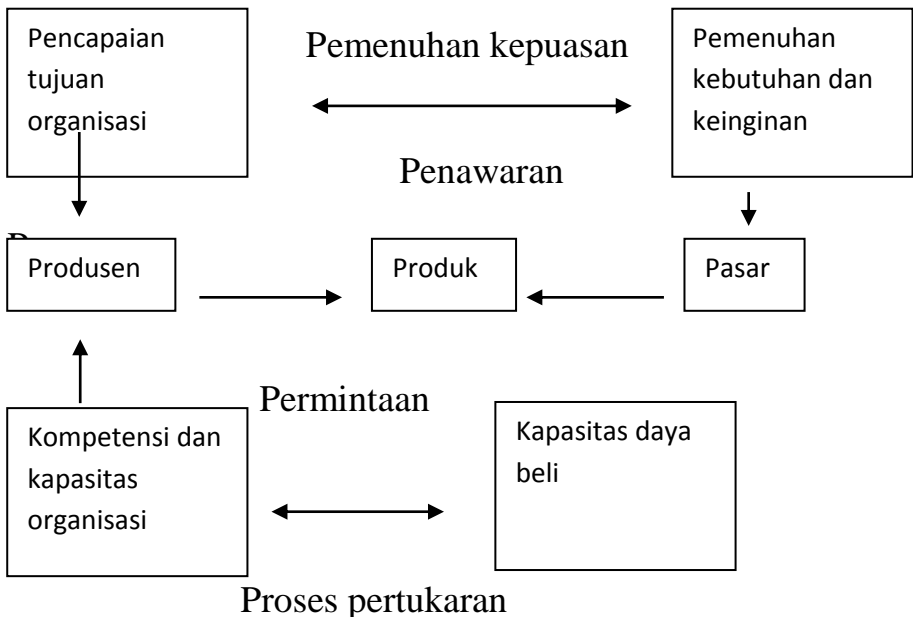 Pencapaian
tujuan
organisasi
Pemenuhan kepuasan
Pemenuhan
kebutuhan dan
keinginan
Penawaran
Produsen
Produk
Pasar
Permintaan
Kompetensi dan
kapasitas
organisasi
Kapasitas daya
beli
Proses pertukaran